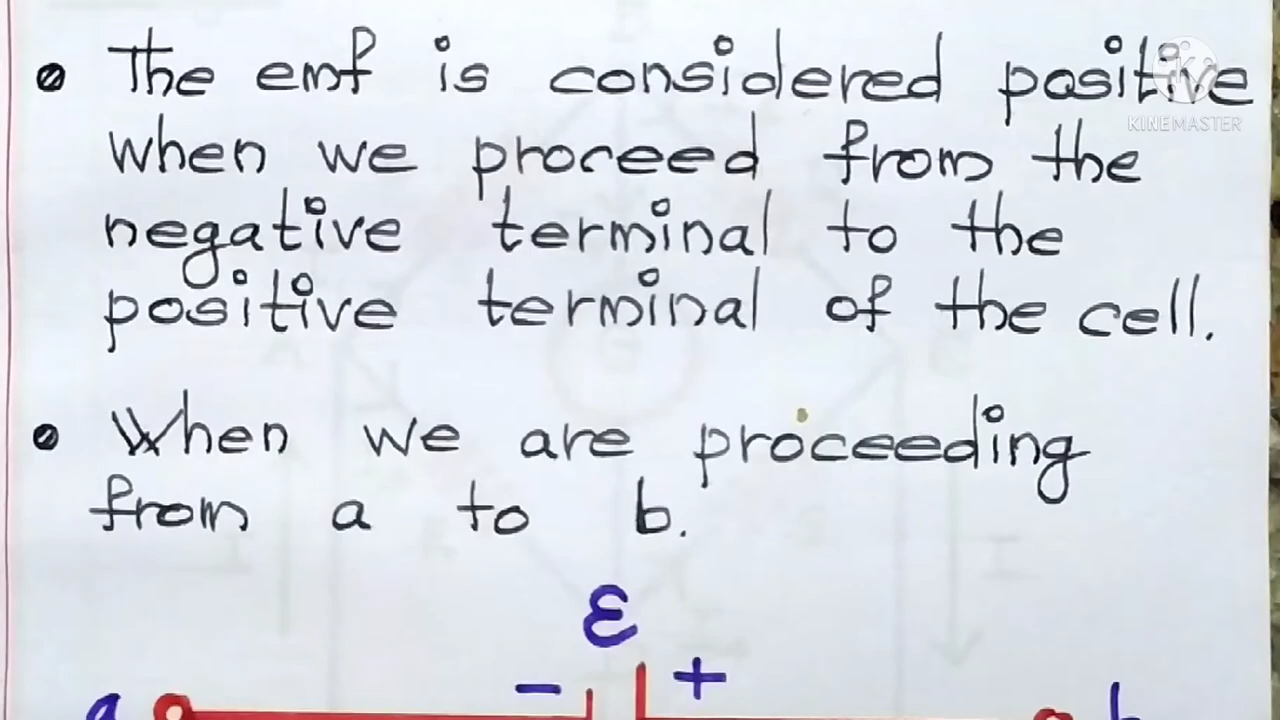 The emf is considered positive
KINEMASTER
when we proceed from the
negative terminal to the
positive terminal of the cell.
When we are proceeding
from a to b.
ε
- +
a b